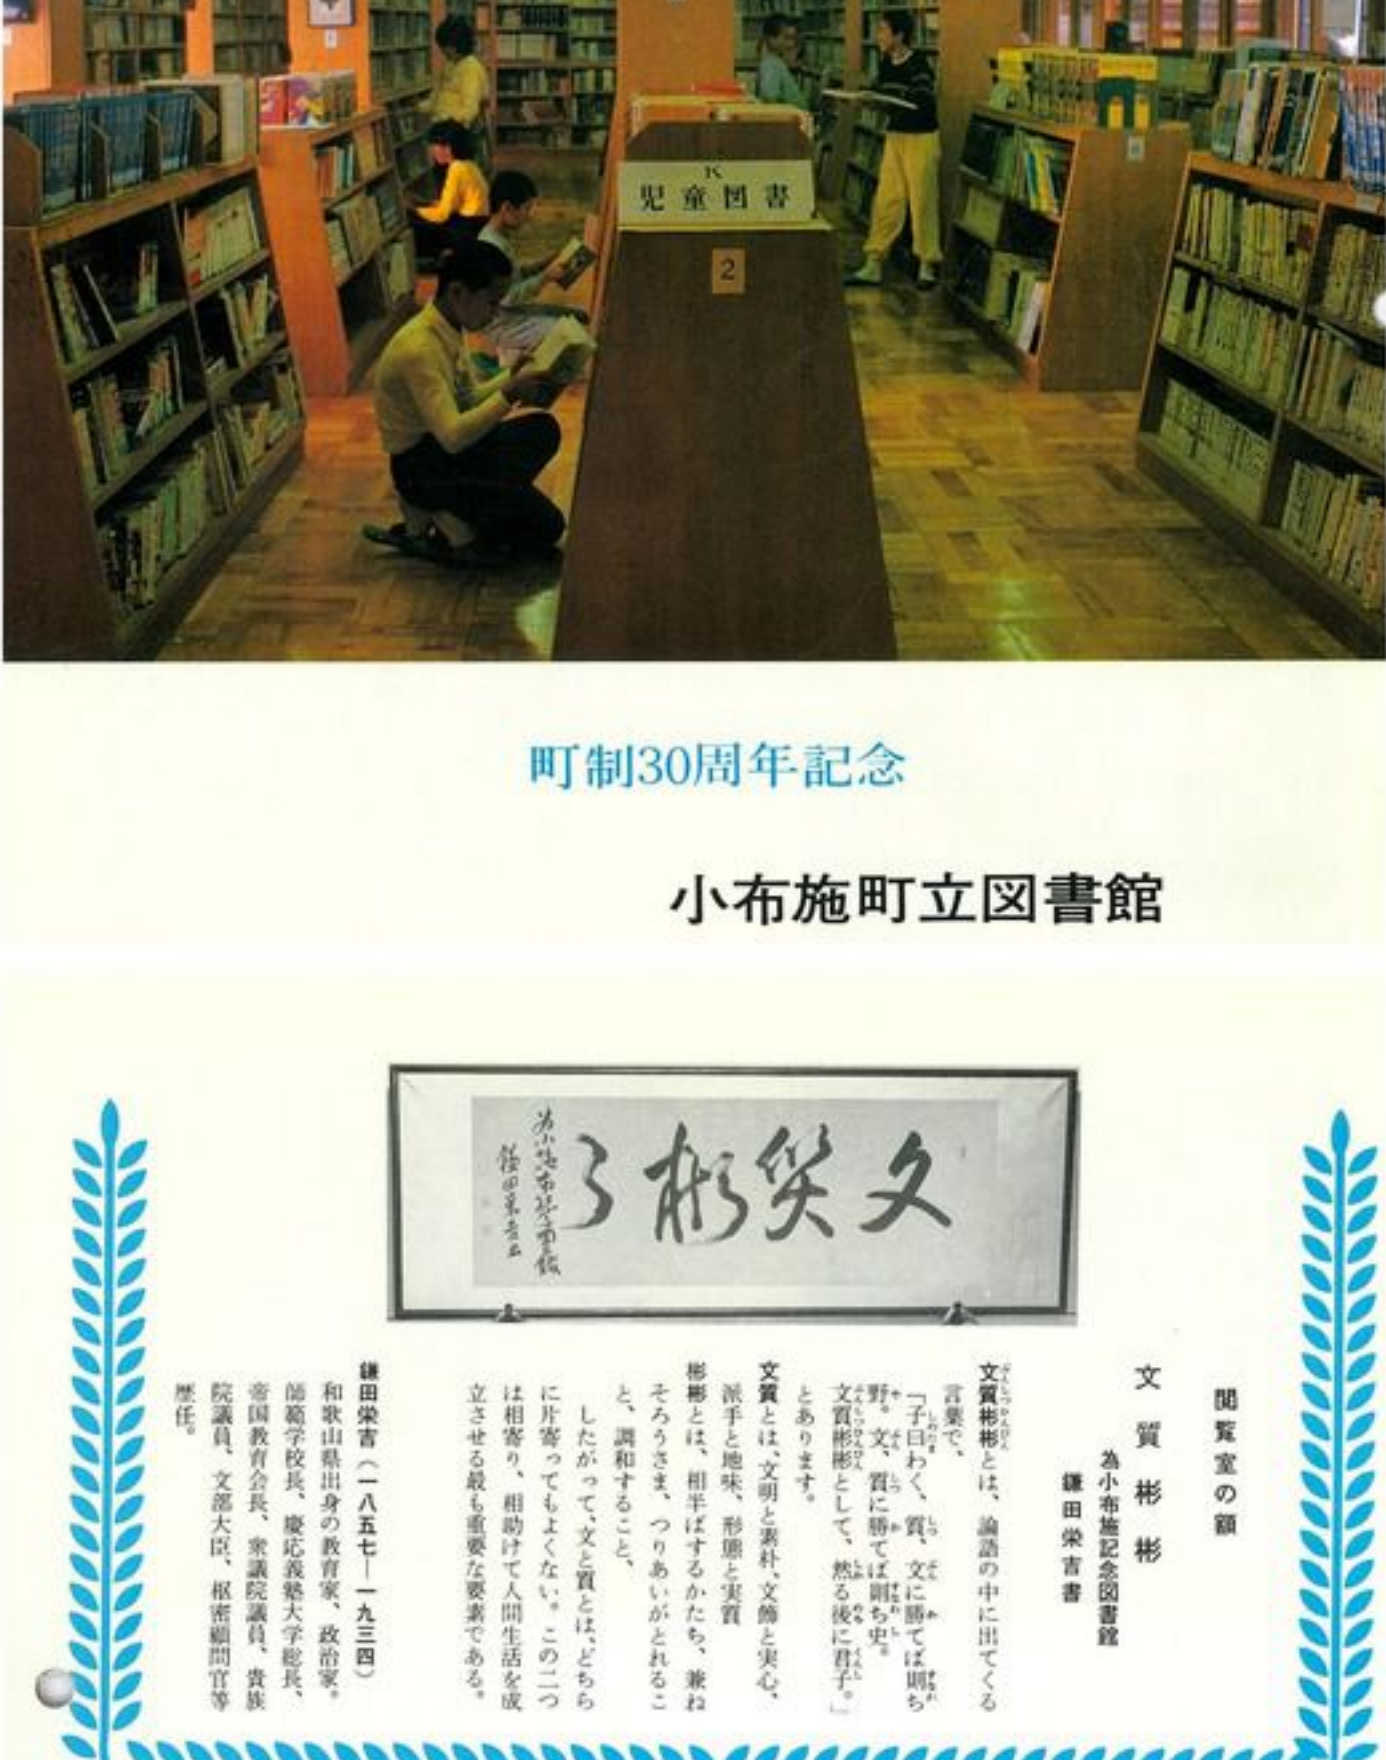 K
児童図書
2
町制30周年記念
小布施町立図書館
文質彬々
為小布施図書館
鎌田栄吉書
閲覧室の額
文質彬彬
為小布施記念図書館
鎌田栄吉書
文質彬彬とは、論語の中に出てくる
言葉で、
「子曰わく、質、文に勝てば則ち
野。文、質に勝てば則ち史。
文質彬彬として、然る後に君子。」
とあります。
文質とは、文明と素朴、文飾と実心、
派手と地味、形態と実質
彬彬とは、相半ばするかたち、兼ね
そろうさま、つりあいがとれるこ
と、調和すること、
したがって、文と質とは、どちら
に片寄ってもよくない。この二つ
は相寄り、相助けて人間生活を成
立させる最も重要な要素である。
鎌田栄吉（一八五七―一九三四）
和歌山県出身の教育家、政治家。
師範学校長、慶応義塾大学総長、
帝国教育会長、衆議院議員、貴族
院議員、文部大臣、枢密顧問官等
歴任。